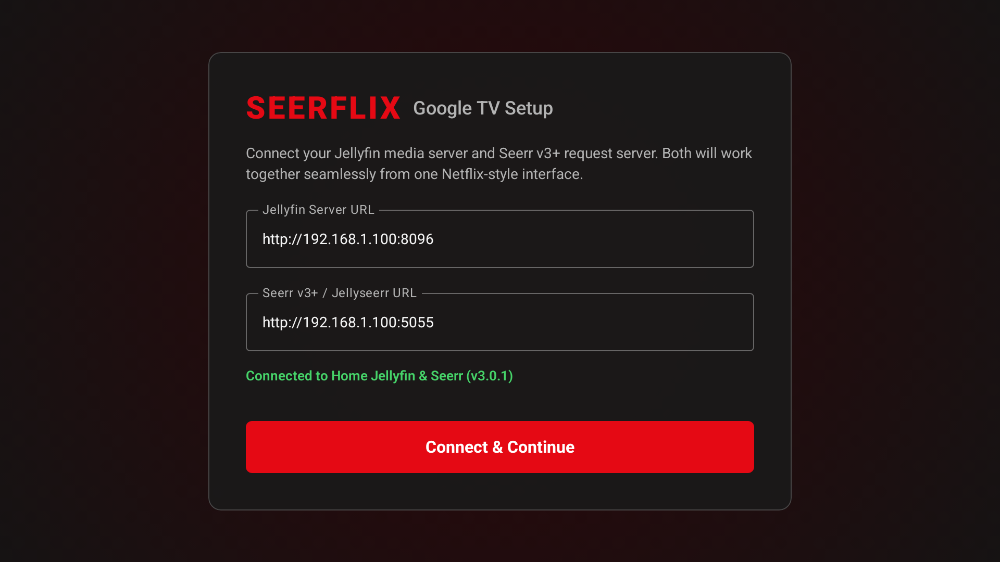 SEERFLIX Google TV Setup
Connect your Jellyfin media server and Seerr v3+ request server. Both will work
together seamlessly from one Netflix-style interface.
Jellyfin Server URL
http://192.168.1.100:8096
Seerr v3+ / Jellyseerr URL
http://192.168.1.100:5055
Connected to Home Jellyfin & Seerr (v3.0.1)
Connect & Continue